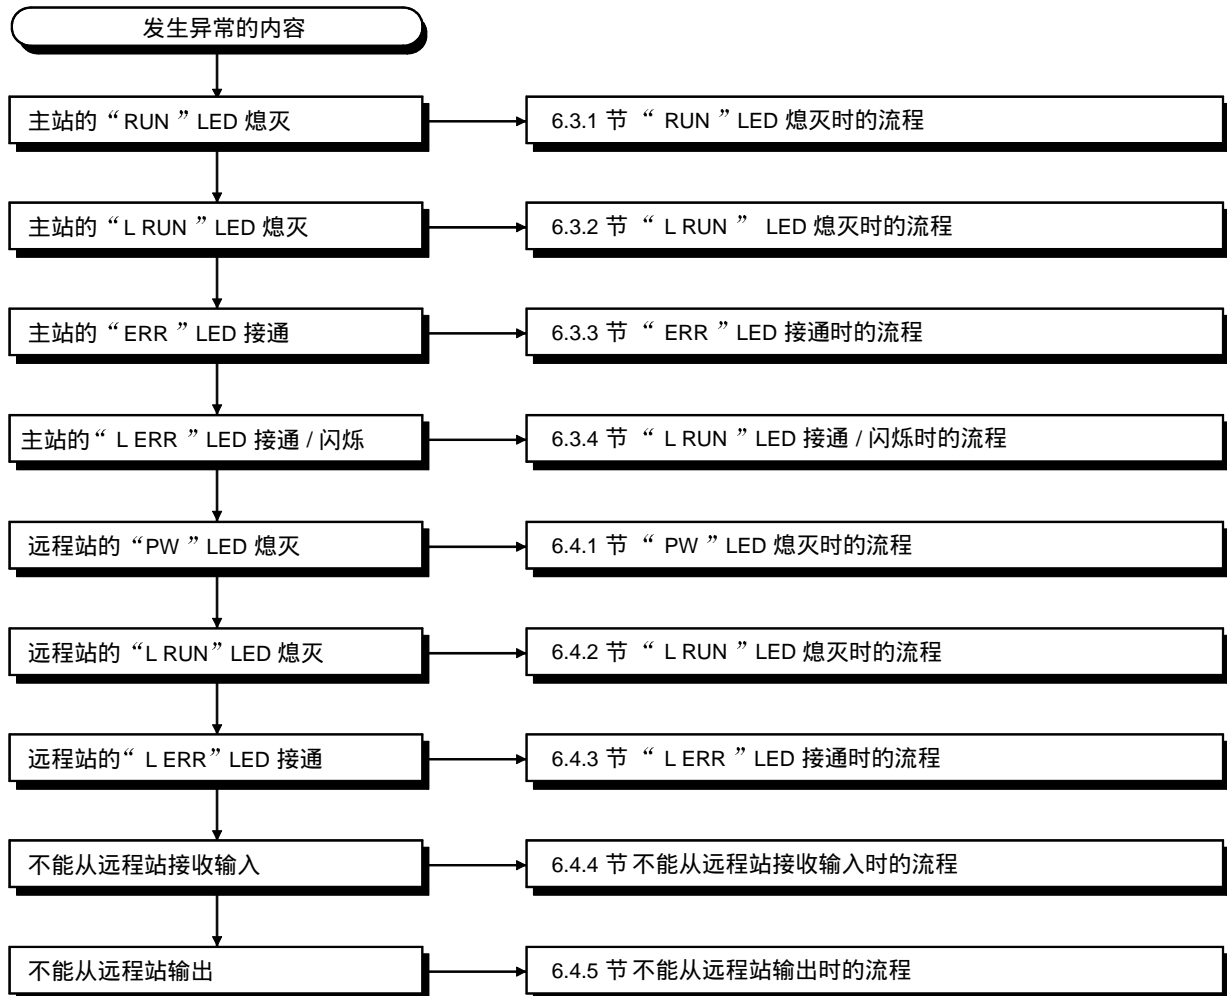 发生异常的内容
主站的“RUN ”LED 熄灭
6.3.1 节 “ RUN ”LED 熄灭时的流程
主站的“L RUN ”LED 熄灭
6.3.2 节 “ L RUN ” LED 熄灭时的流程
主站的“ERR ”LED 接通
6.3.3 节 “ ERR ”LED 接通时的流程
主站的“ L ERR ”LED 接通 / 闪烁
6.3.4 节 “ L RUN ”LED 接通 / 闪烁时的流程
远程站的 “PW ”LED 熄灭
6.4.1 节 “ PW ”LED 熄灭时的流程
远程站的 “L RUN”LED 熄灭
6.4.2 节 “ L RUN ”LED 熄灭时的流程
远程站的“ L ERR”LED 接通
6.4.3 节 “ L ERR ”LED 接通时的流程
不能从远程站接收输入
6.4.4 节 不能从远程站接收输入时的流程
不能从远程站输出
6.4.5 节 不能从远程站输出时的流程